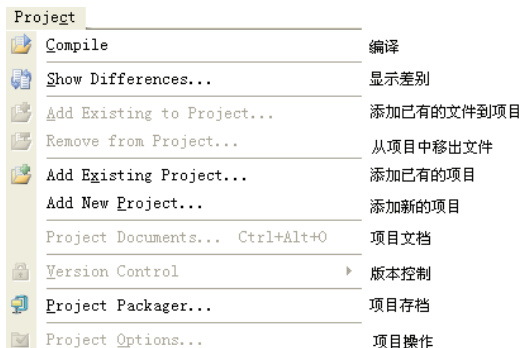 Project
Compile 编译
Show Differences... 显示差别
Add Existing to Project... 添加已有的文件到项目
Remove from Project... 从项目中移出文件
Add Existing Project... 添加已有的项目
Add New Project... 添加新的项目
Project Documents... Ctrl+Alt+O 项目文档
Version Control 版本控制
Project Packager... 项目存档
Project Options... 项目操作